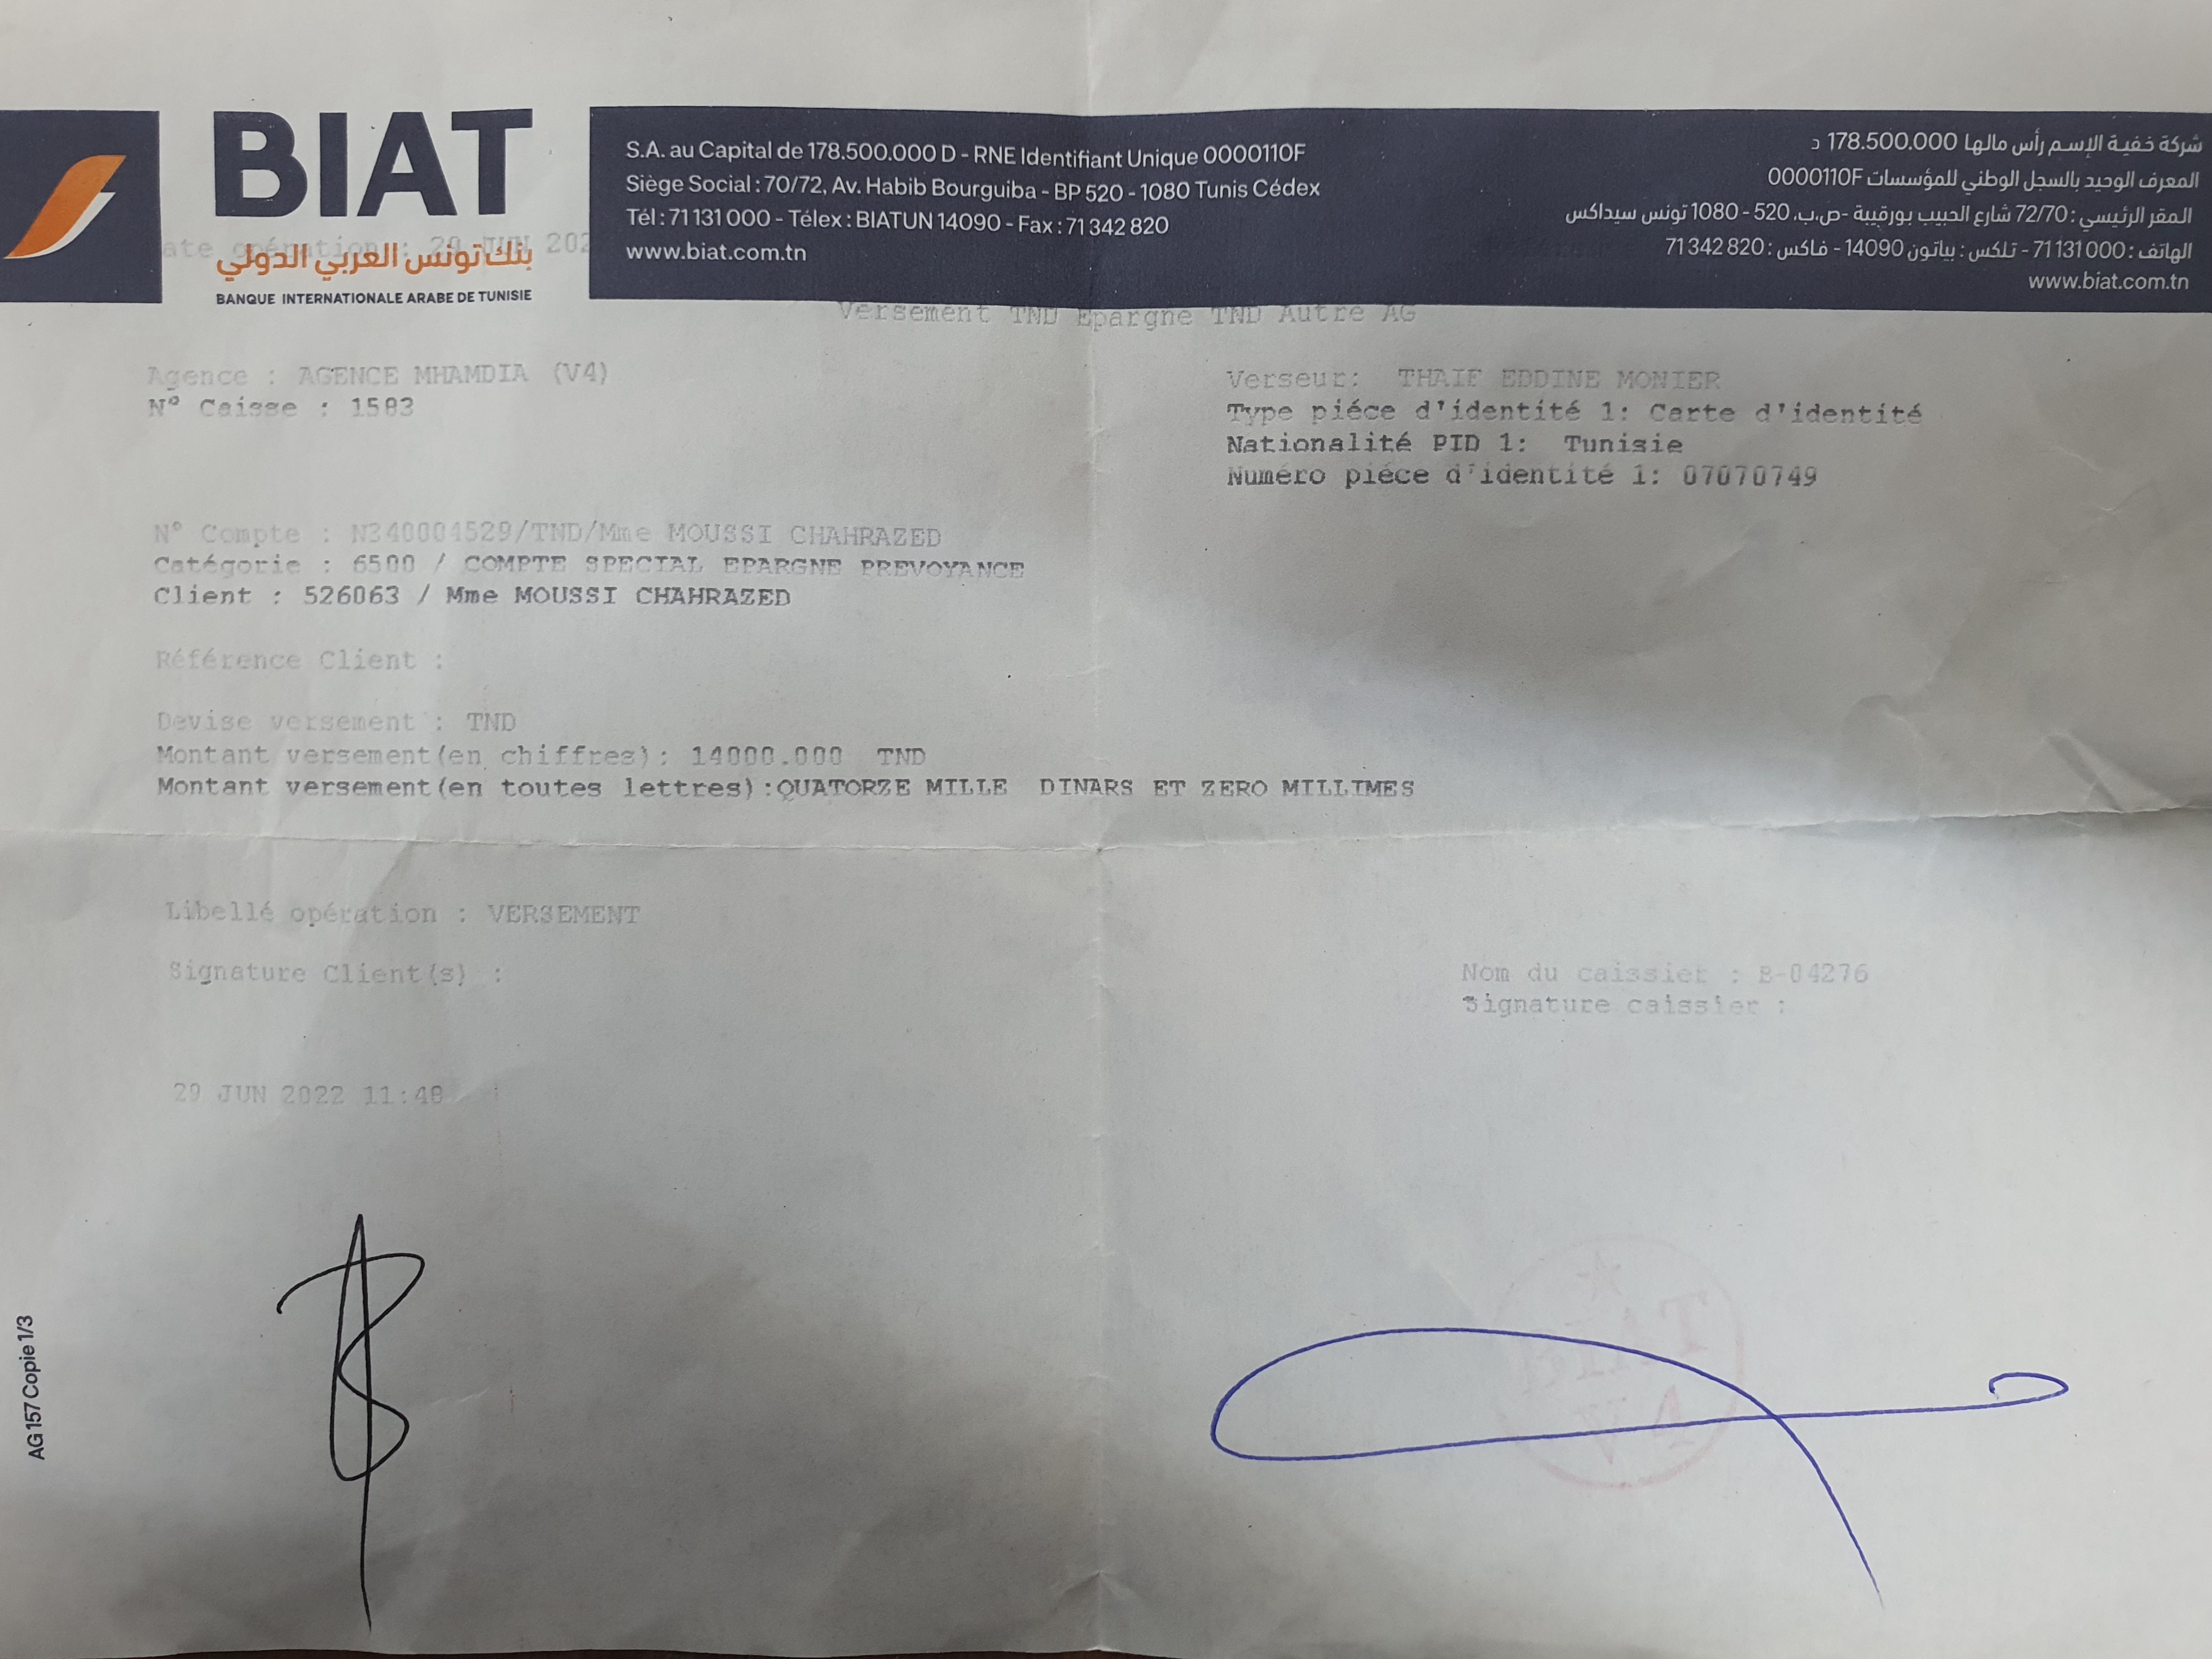 BIAT
بنك تونس العربي الدولي
BANQUE INTERNATIONALE ARABE DE TUNISIE
S.A. au Capital de 178.500.000 D - RNE Identifiant Unique 0000110F
Siège Social : 70/72, Av. Habib Bourguiba - BP 520 - 1080 Tunis Cédex
Tél : 71 131 000 - Télex : BIATUN 14090 - Fax : 71 342 820
www.biat.com.tn
شركة خفية الإسم رأس مالها 178.500.000 د
المعرف الوحيد بالسجل الوطني للمؤسسات 0000110F
المقر الرئيسي : 72/70 شارع الحبيب بورقيبة -ص.ب. 520 - 1080 تونس سيداكس
الهاتف : 71 131 000 - تلكس : بياتون 14090 - فاكس : 71 342 820
www.biat.com.tn
ate opération : 29 JUN 202
Versement TND Epargne TND Autre AG
Agence : AGENCE MHAMDIA (V4)
N° Caisse : 1583
Verseur: THAIF EDDINE MONIER
Type piéce d'identité 1: Carte d'identité
Nationalité PID 1: Tunisie
Numéro piéce d'identité 1: 07070749
N° Compte : N340004529/TND/Mme MOUSSI CHAHRAZED
Catégorie : 6500 / COMPTE SPECIAL EPARGNE PREVOYANCE
Client : 526063 / Mme MOUSSI CHAHRAZED
Référence Client :
Devise versement : TND
Montant versement(en chiffres): 14000.000 TND
Montant versement(en toutes lettres):QUATORZE MILLE DINARS ET ZERO MILLIMES
Libellé opération : VERSEMENT
Signature Client(s) :
Nom du caissier : B-04276
Signature caissier :
29 JUN 2022 11:48
AG 157 Copie 1/3